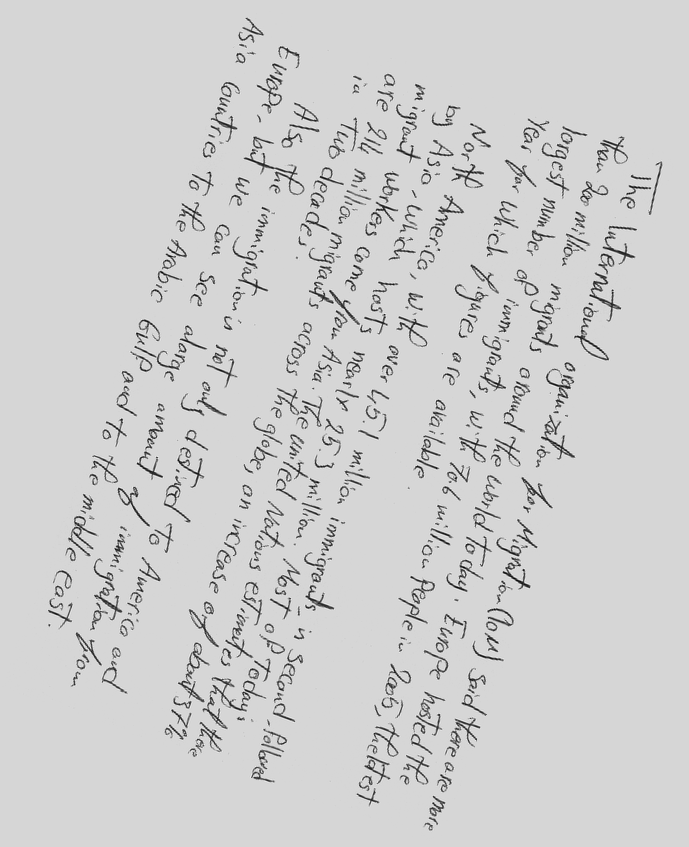 The International organization for Migration (IOM) said there are more
than 200 million migrants around the world today. Europe hosted the
largest number of immigrants, with 70.6 million People in 2005, the latest
Year for which figures are available.
North America, with over 45.1 million immigrants is second-followed
by Asia, which hosts nearly 25.3 million. Most of today's
migrant workers come from Asia. The united Nations estimates that there
are 214 million migrants across the globe, an increase of about 37%
in Two decades.
Also the immigration is not only destined to America and
Europe, but we can see alarge amount of immigration from
Asia Countries to the Arabic Gulf and to the middle East.